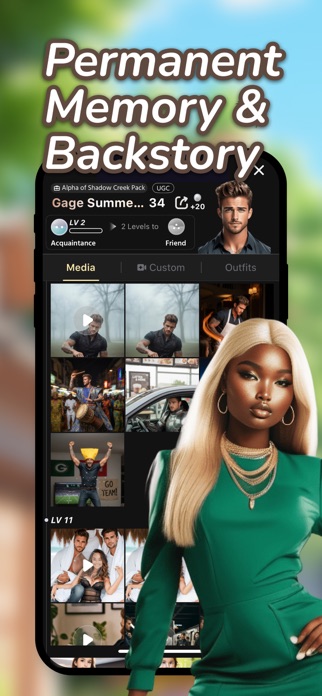 Permanent
Memory &
Backstory
Alpha of Shadow Creek Pack UGC
Gage Summe... 34 +20
LV 2 2 Levels to
Acquaintance Friend
Media Custom Outfits
GO
TEAM!
LV 11